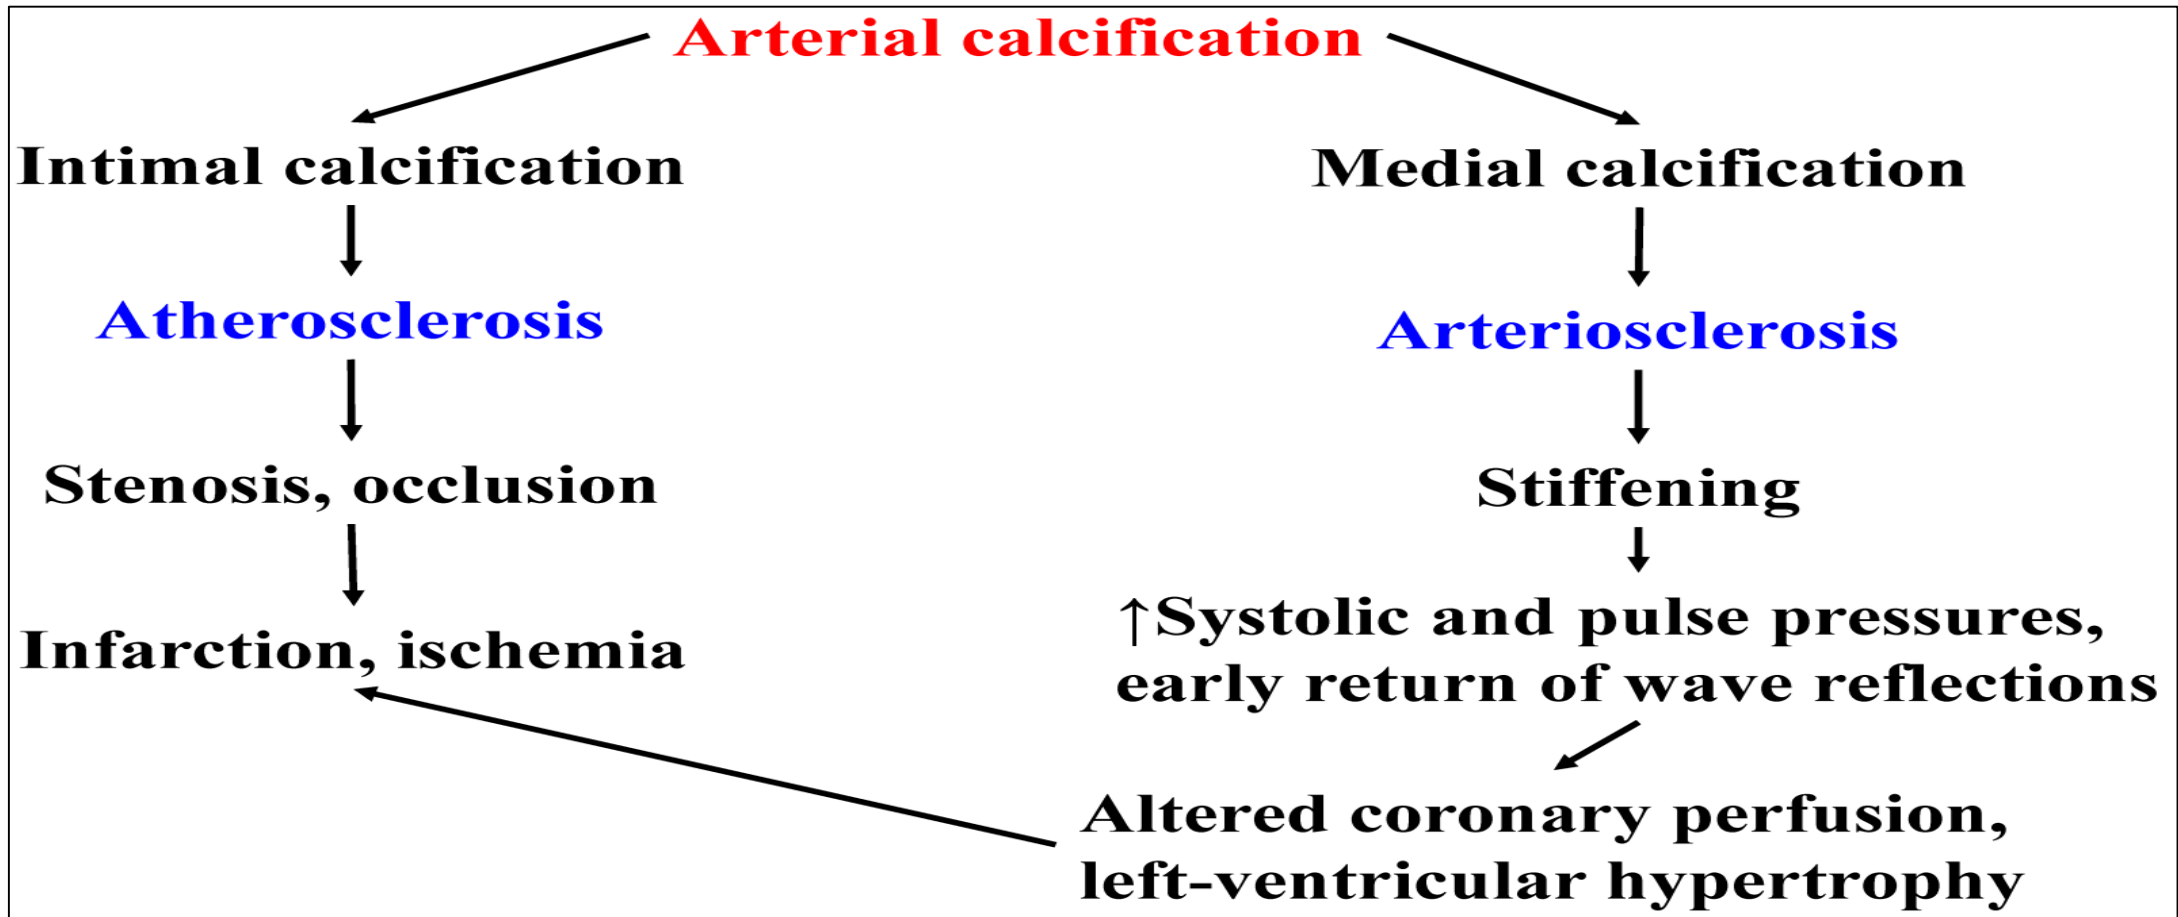 Arterial calcification
Intimal calcification
Atherosclerosis
Stenosis, occlusion
Infarction, ischemia
Medial calcification
Arteriosclerosis
Stiffening
↑Systolic and pulse pressures,
early return of wave reflections
Altered coronary perfusion,
left-ventricular hypertrophy